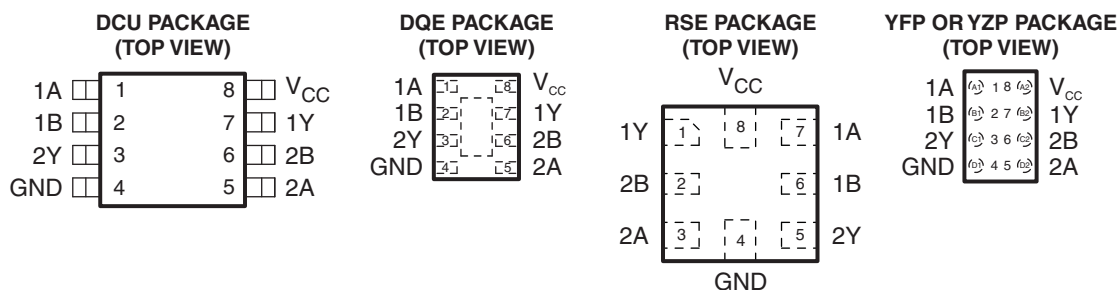 DCU PACKAGE
(TOP VIEW)
1A 1 8 VCC
1B 2 7 1Y
2Y 3 6 2B
GND 4 5 2A
DQE PACKAGE
(TOP VIEW)
1A 1 8 VCC
1B 2 7 1Y
2Y 3 6 2B
GND 4 5 2A
RSE PACKAGE
(TOP VIEW)
VCC
1Y 1 8 7 1A
2B 2 6 1B
2A 3 4 5 2Y
GND
YFP OR YZP PACKAGE
(TOP VIEW)
1A A1 1 8 A2 VCC
1B B1 2 7 B2 1Y
2Y C1 3 6 C2 2B
GND D1 4 5 D2 2A